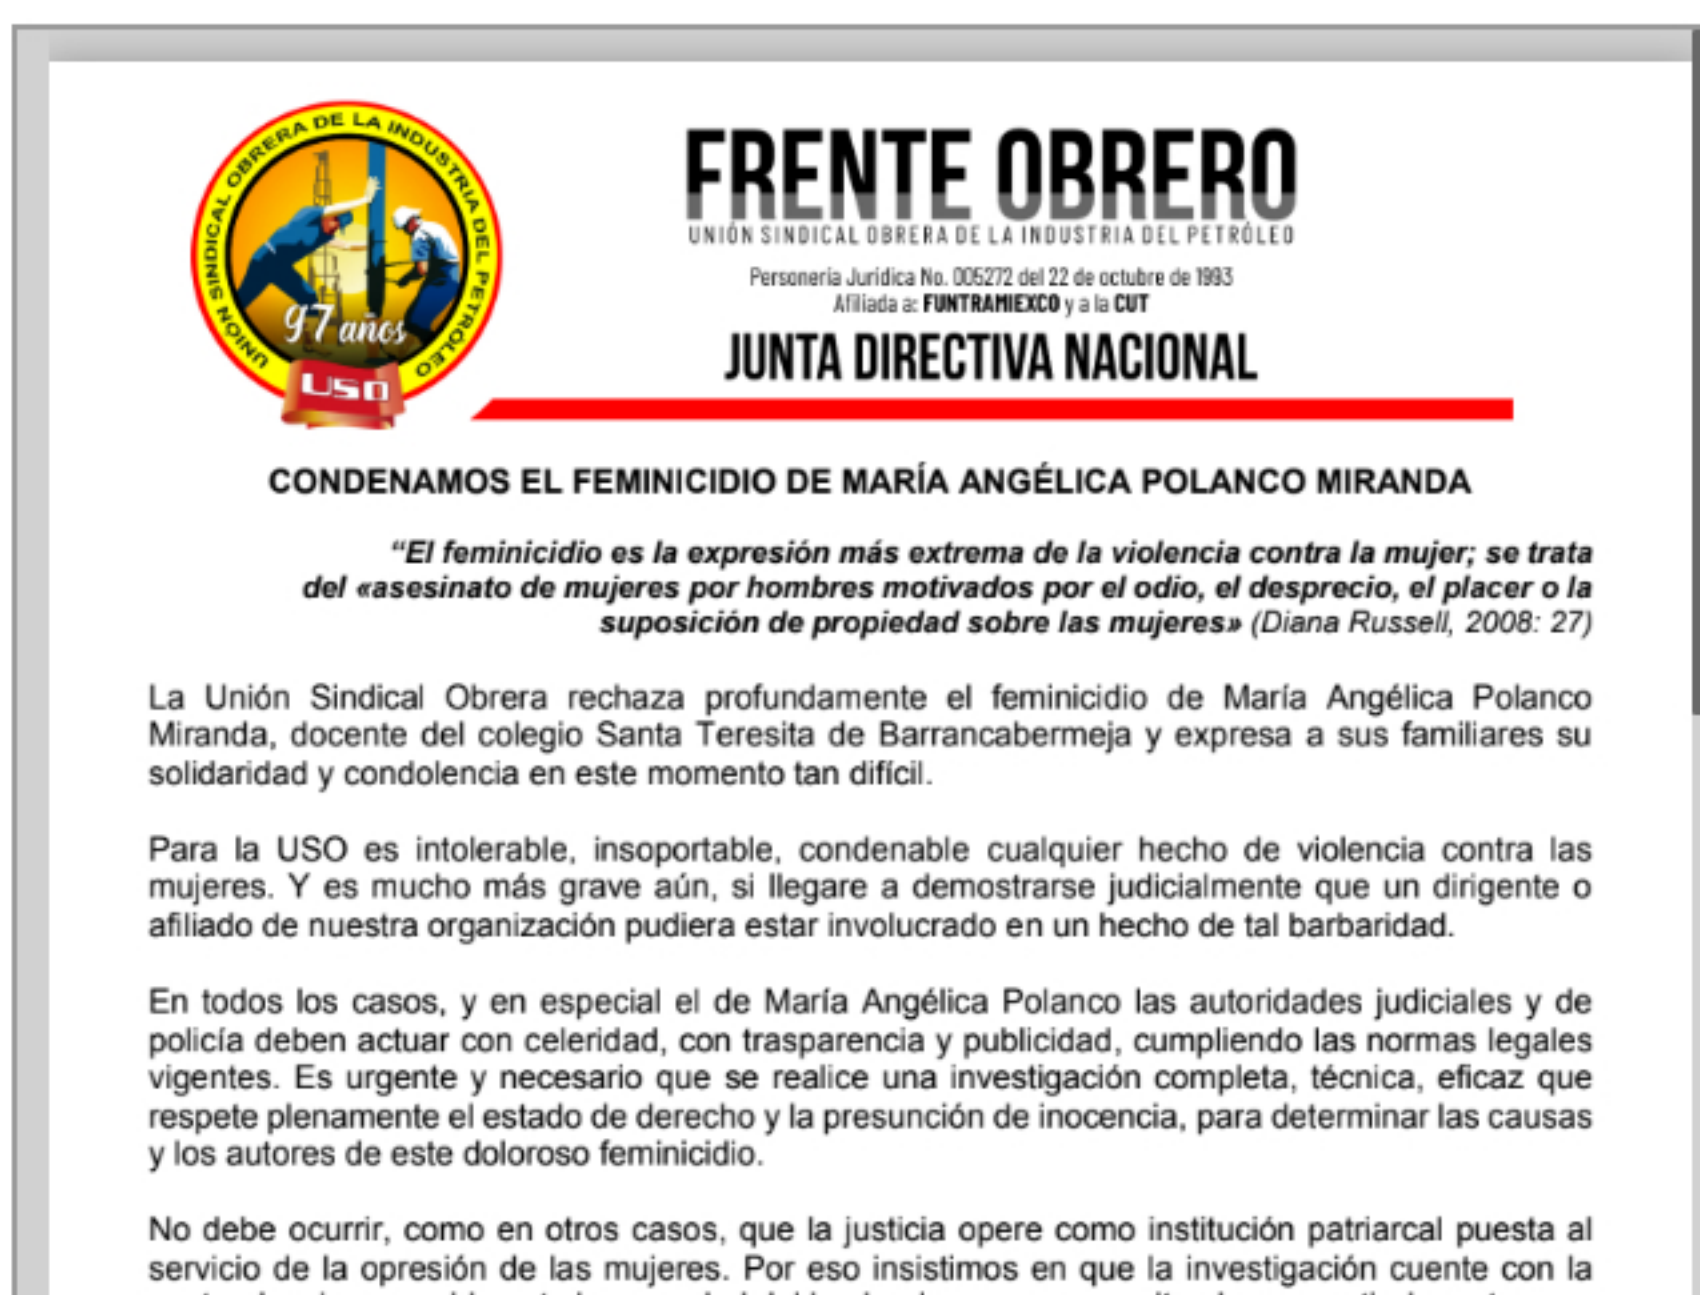 UNIÓN SINDICAL OBRERA DE LA INDUSTRIA DEL PETRÓLEO
97 años
USO
FRENTE OBRERO
UNIÓN SINDICAL OBRERA DE LA INDUSTRIA DEL PETRÓLEO
Personería Jurídica No. 005272 del 22 de octubre de 1993
Afiliada a: FUNTRAMIEXCO y a la CUT
JUNTA DIRECTIVA NACIONAL
CONDENAMOS EL FEMINICIDIO DE MARÍA ANGÉLICA POLANCO MIRANDA
“El feminicidio es la expresión más extrema de la violencia contra la mujer; se trata
del «asesinato de mujeres por hombres motivados por el odio, el desprecio, el placer o la
suposición de propiedad sobre las mujeres» (Diana Russell, 2008: 27)
La Unión Sindical Obrera rechaza profundamente el feminicidio de María Angélica Polanco
Miranda, docente del colegio Santa Teresita de Barrancabermeja y expresa a sus familiares su
solidaridad y condolencia en este momento tan difícil.
Para la USO es intolerable, insoportable, condenable cualquier hecho de violencia contra las
mujeres. Y es mucho más grave aún, si llegare a demostrarse judicialmente que un dirigente o
afiliado de nuestra organización pudiera estar involucrado en un hecho de tal barbaridad.
En todos los casos, y en especial el de María Angélica Polanco las autoridades judiciales y de
policía deben actuar con celeridad, con trasparencia y publicidad, cumpliendo las normas legales
vigentes. Es urgente y necesario que se realice una investigación completa, técnica, eficaz que
respete plenamente el estado de derecho y la presunción de inocencia, para determinar las causas
y los autores de este doloroso feminicidio.
No debe ocurrir, como en otros casos, que la justicia opere como institución patriarcal puesta al
servicio de la opresión de las mujeres. Por eso insistimos en que la investigación cuente con la